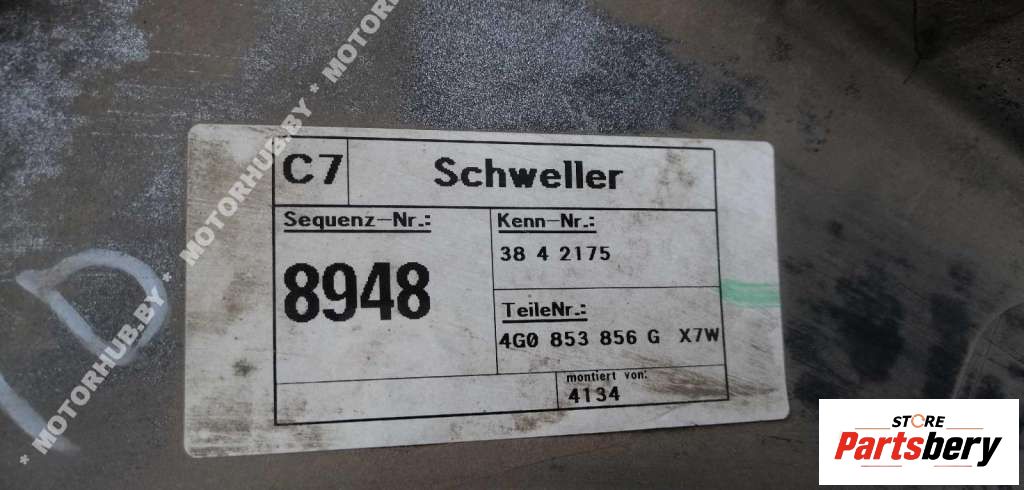 C7 Schweller
Sequenz-Nr.:
8948
Kenn-Nr.:
38 4 2175
TeileNr.:
4G0 853 856 G X7W
montiert von:
4134
* MOTORHUB.BY * MOTORHUB.BY * MOTORHUB.BY
STORE
Partsbery